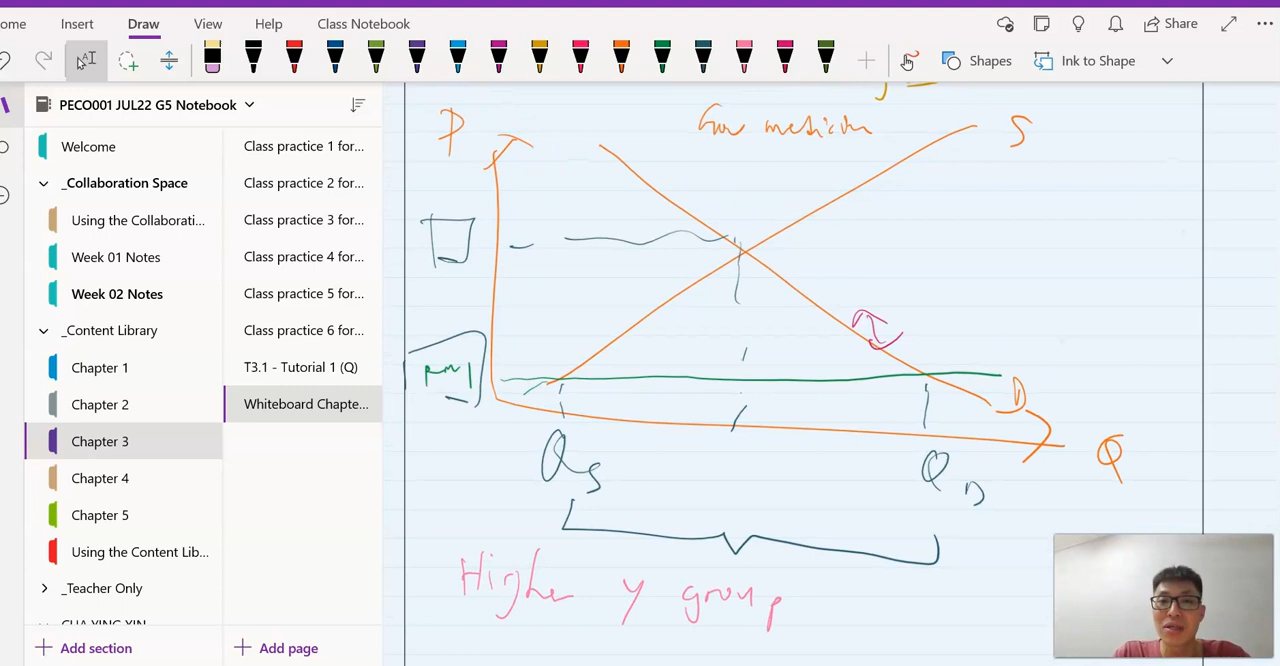 ome Insert Draw View Help Class Notebook Share
Shapes Ink to Shape
PECO001 JUL22 G5 Notebook
Welcome
_Collaboration Space
Using the Collaborati...
Week 01 Notes
Week 02 Notes
_Content Library
Chapter 1
Chapter 2
Chapter 3
Chapter 4
Chapter 5
Using the Content Lib...
_Teacher Only
Add section
Class practice 1 for...
Class practice 2 for...
Class practice 3 for...
Class practice 4 for...
Class practice 5 for...
Class practice 6 for...
T3.1 - Tutorial 1 (Q)
Whiteboard Chapte...
Add page
P
S
RM1
D
Q
QS
QD
Higher Y group